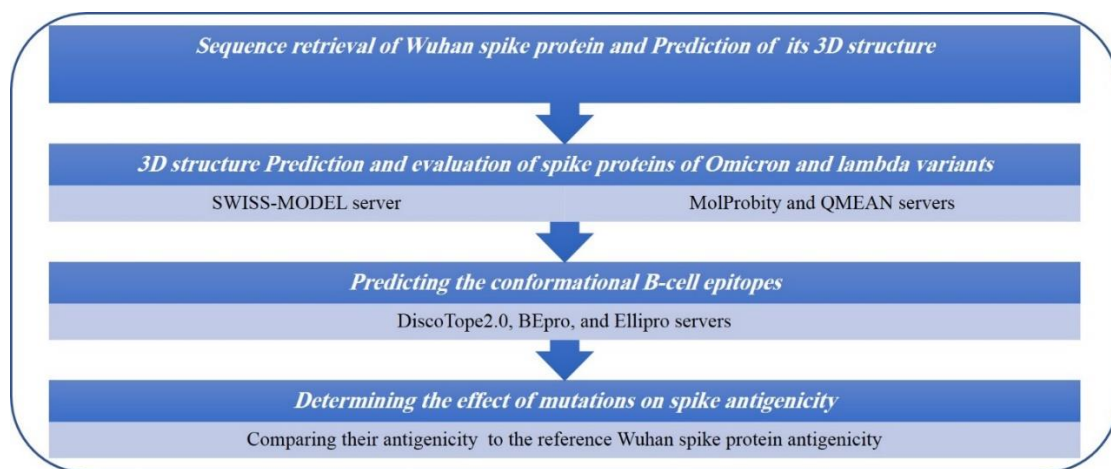 Sequence retrieval of Wuhan spike protein and Prediction of its 3D structure
3D structure Prediction and evaluation of spike proteins of Omicron and lambda variants
SWISS-MODEL server
MolProbity and QMEAN servers
Predicting the conformational B-cell epitopes
DiscoTope2.0, BEpro, and Ellipro servers
Determining the effect of mutations on spike antigenicity
Comparing their antigenicity to the reference Wuhan spike protein antigenicity